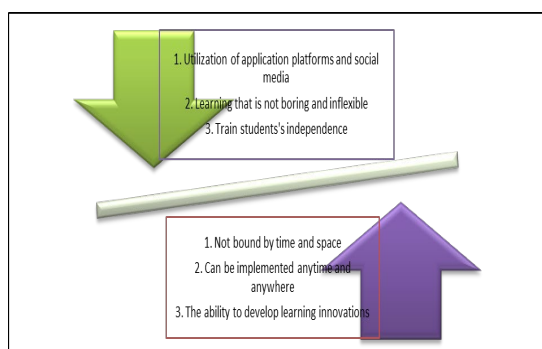 1. Utilization of application platforms and social
media
2. Learning that is not boring and inflexible
3. Train students's independence
1. Not bound by time and space
2. Can be implemented anytime and
anywhere
3. The ability to develop learning innovations